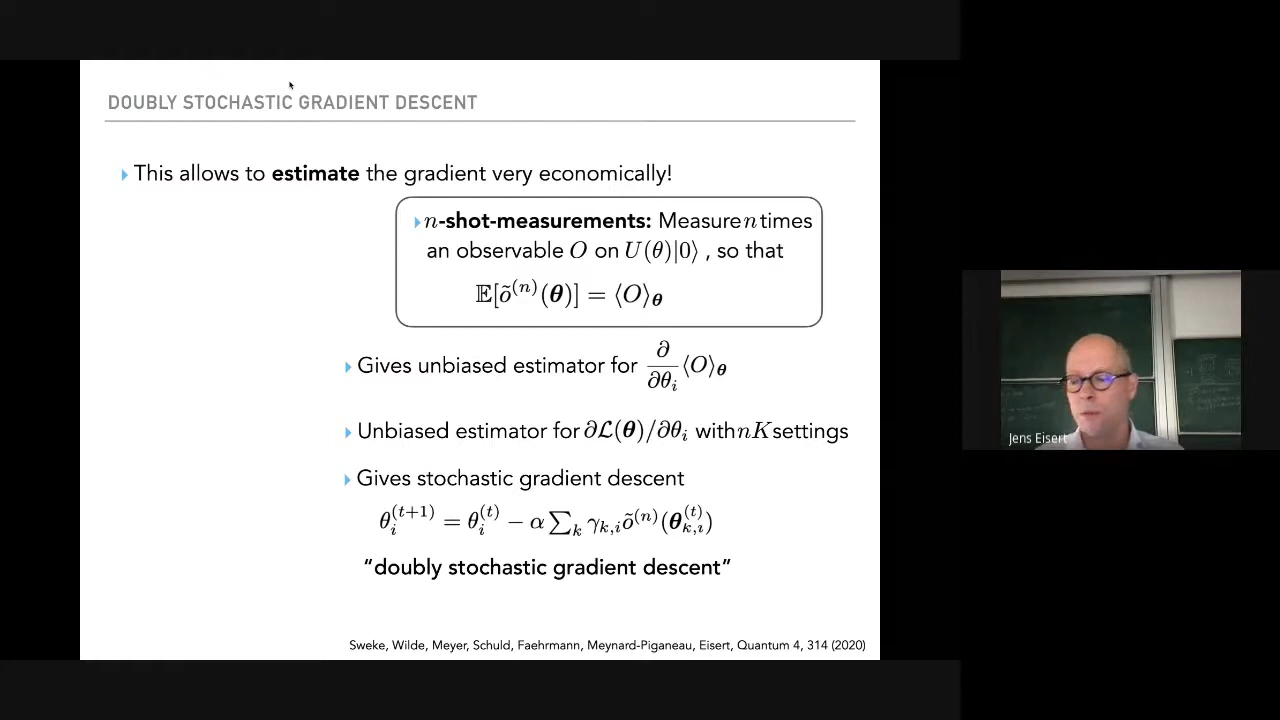 DOUBLY STOCHASTIC GRADIENT DESCENT
This allows to estimate the gradient very economically!
n-shot-measurements: Measure n times
an observable O on U(θ)|0⟩ , so that
𝔼[õ^(n)(θ)] = ⟨O⟩_θ
Gives unbiased estimator for ∂/∂θ_i ⟨O⟩_θ
Unbiased estimator for ∂ℒ(θ)/∂θ_i with nK settings
Gives stochastic gradient descent
θ_i^(t+1) = θ_i^(t) − α ∑_k γ_{k,i} õ^(n)(θ_{k,i}^(t))
“doubly stochastic gradient descent”
Sweke, Wilde, Meyer, Schuld, Faehrmann, Meynard-Piganeau, Eisert, Quantum 4, 314 (2020)
Jens Eisert